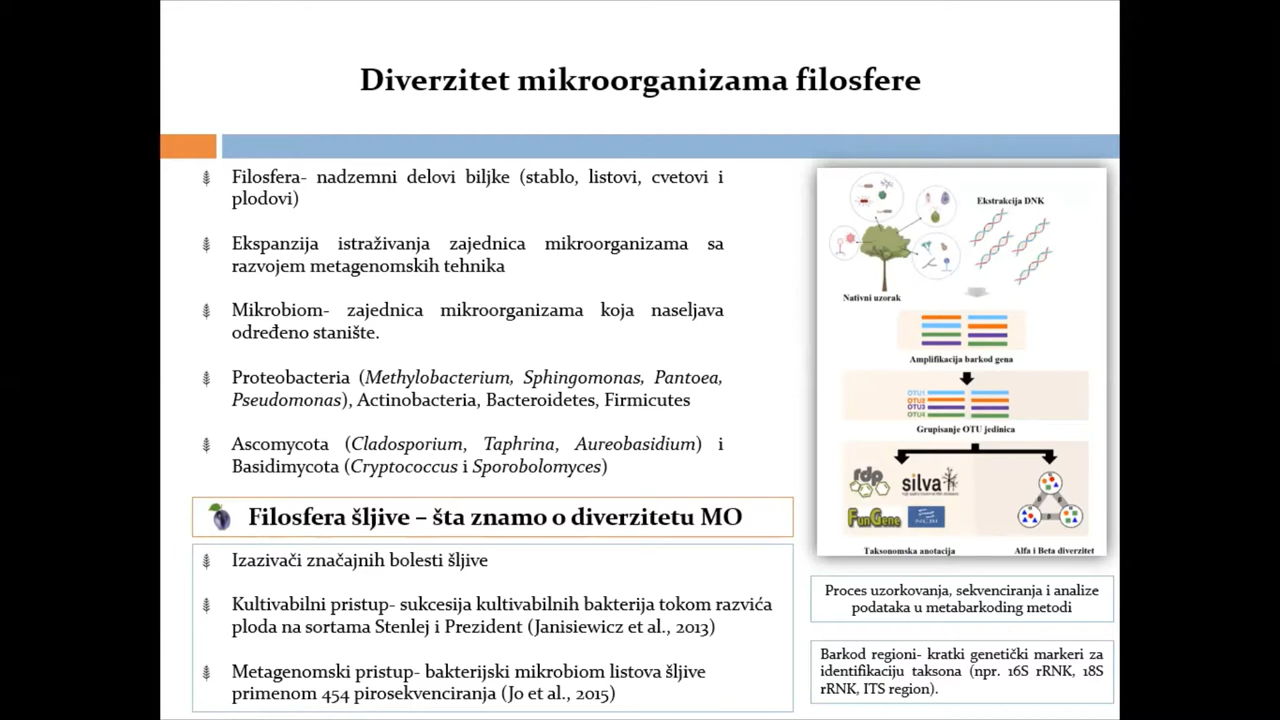 Diverzitet mikroorganizama filosfere
Filosfera- nadzemni delovi biljke (stablo, listovi, cvetovi i
plodovi)
Ekspanzija istraživanja zajednica mikroorganizama sa
razvojem metagenomskih tehnika
Mikrobiom- zajednica mikroorganizama koja naseljava
određeno stanište.
Proteobacteria (Methylobacterium, Sphingomonas, Pantoea,
Pseudomonas), Actinobacteria, Bacteroidetes, Firmicutes
Ascomycota (Cladosporium, Taphrina, Aureobasidium) i
Basidimycota (Cryptococcus i Sporobolomyces)
Filosfera šljive – šta znamo o diverzitetu MO
Izazivači značajnih bolesti šljive
Kultivabilni pristup- sukcesija kultivabilnih bakterija tokom razvića
ploda na sortama Stenlej i Prezident (Janisiewicz et al., 2013)
Metagenomski pristup- bakterijski mikrobiom listova šljive
primenom 454 pirosekvenciranja (Jo et al., 2015)
Ekstrakcija DNK
Nativni uzorak
Amplifikacija barkod gena
OTU1
OTU2
OTU3
OTU4
Grupisanje OTU jedinica
rdp
silva
FunGene
NCBI
Taksonomska anotacija
Alfa i Beta diverzitet
Proces uzorkovanja, sekvenciranja i analize
podataka u metabarkoding metodi
Barkod regioni- kratki genetički markeri za
identifikaciju taksona (npr. 16S rRNK, 18S
rRNK, ITS region).